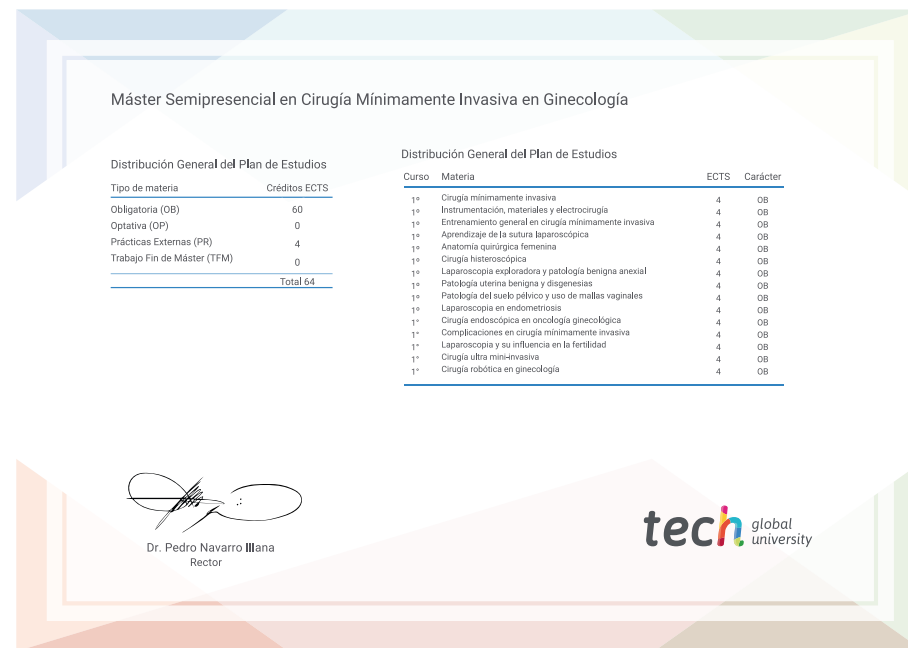 Máster Semipresencial en Cirugía Mínimamente Invasiva en Ginecología
Distribución General del Plan de Estudios
Tipo de materia Créditos ECTS
Obligatoria (OB) 60
Optativa (OP) 0
Prácticas Externas (PR) 4
Trabajo Fin de Máster (TFM) 0
Total 64
Distribución General del Plan de Estudios
Curso Materia ECTS Carácter
1º Cirugía mínimamente invasiva 4 OB
1º Instrumentación, materiales y electrocirugía 4 OB
1º Entrenamiento general en cirugía mínimamente invasiva 4 OB
1º Aprendizaje de la sutura laparoscópica 4 OB
1º Anatomía quirúrgica femenina 4 OB
1º Cirugía histeroscópica 4 OB
1º Laparoscopia exploradora y patología benigna anexial 4 OB
1º Patología uterina benigna y disgenesias 4 OB
1º Patología del suelo pélvico y uso de mallas vaginales 4 OB
1º Laparoscopia en endometriosis 4 OB
1° Cirugía endoscópica en oncología ginecológica 4 OB
1° Complicaciones en cirugía mínimamente invasiva 4 OB
1° Laparoscopia y su influencia en la fertilidad 4 OB
1° Cirugía ultra mini-invasiva 4 OB
1° Cirugía robótica en ginecología 4 OB
Dr. Pedro Navarro Illana
Rector
tech global
university